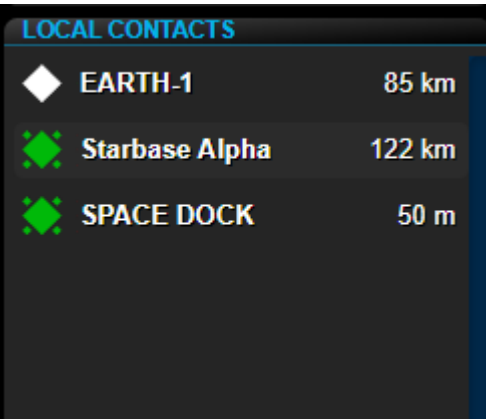 LOCAL CONTACTS
EARTH-1 85 km
Starbase Alpha 122 km
SPACE DOCK 50 m